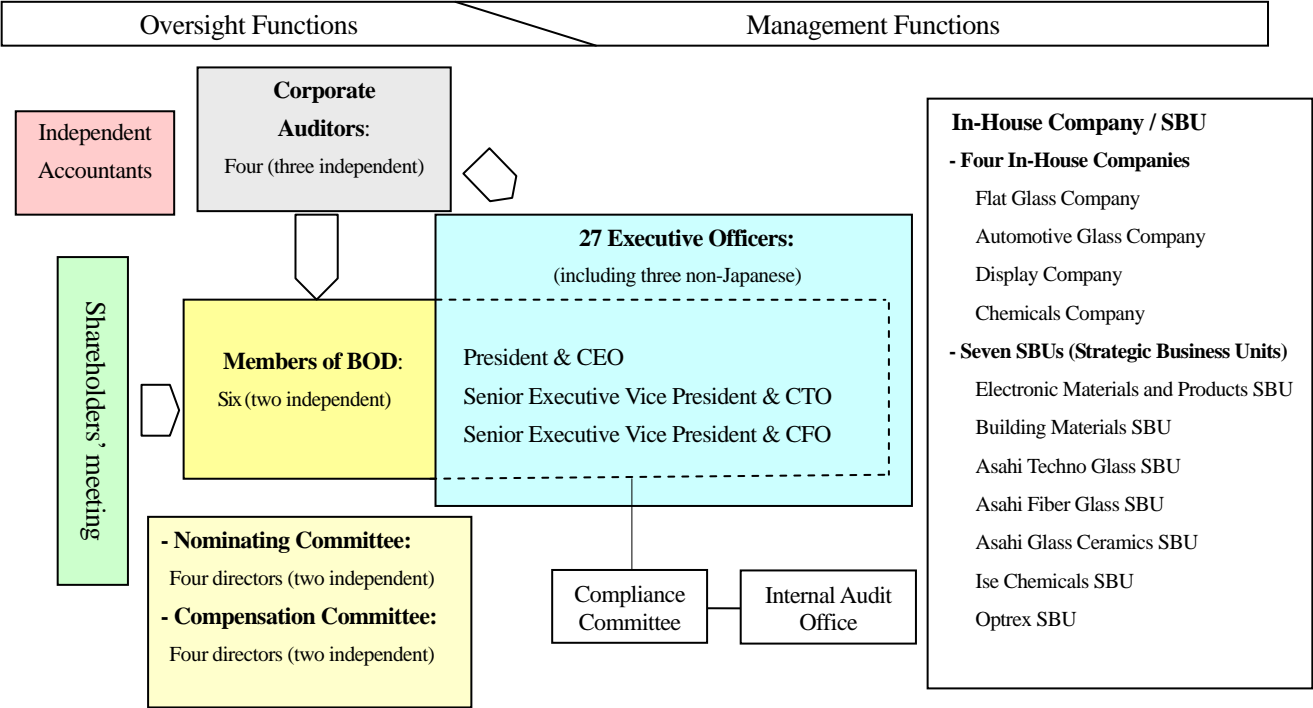 Oversight Functions
Management Functions
Independent
Accountants
Corporate
Auditors:
Four (three independent)
Shareholders' meeting
Members of BOD:
Six (two independent)
27 Executive Officers:
(including three non-Japanese)
President & CEO
Senior Executive Vice President & CTO
Senior Executive Vice President & CFO
- Nominating Committee:
Four directors (two independent)
- Compensation Committee:
Four directors (two independent)
Compliance
Committee
Internal Audit
Office
In-House Company / SBU
- Four In-House Companies
Flat Glass Company
Automotive Glass Company
Display Company
Chemicals Company
- Seven SBUs (Strategic Business Units)
Electronic Materials and Products SBU
Building Materials SBU
Asahi Techno Glass SBU
Asahi Fiber Glass SBU
Asahi Glass Ceramics SBU
Ise Chemicals SBU
Optrex SBU